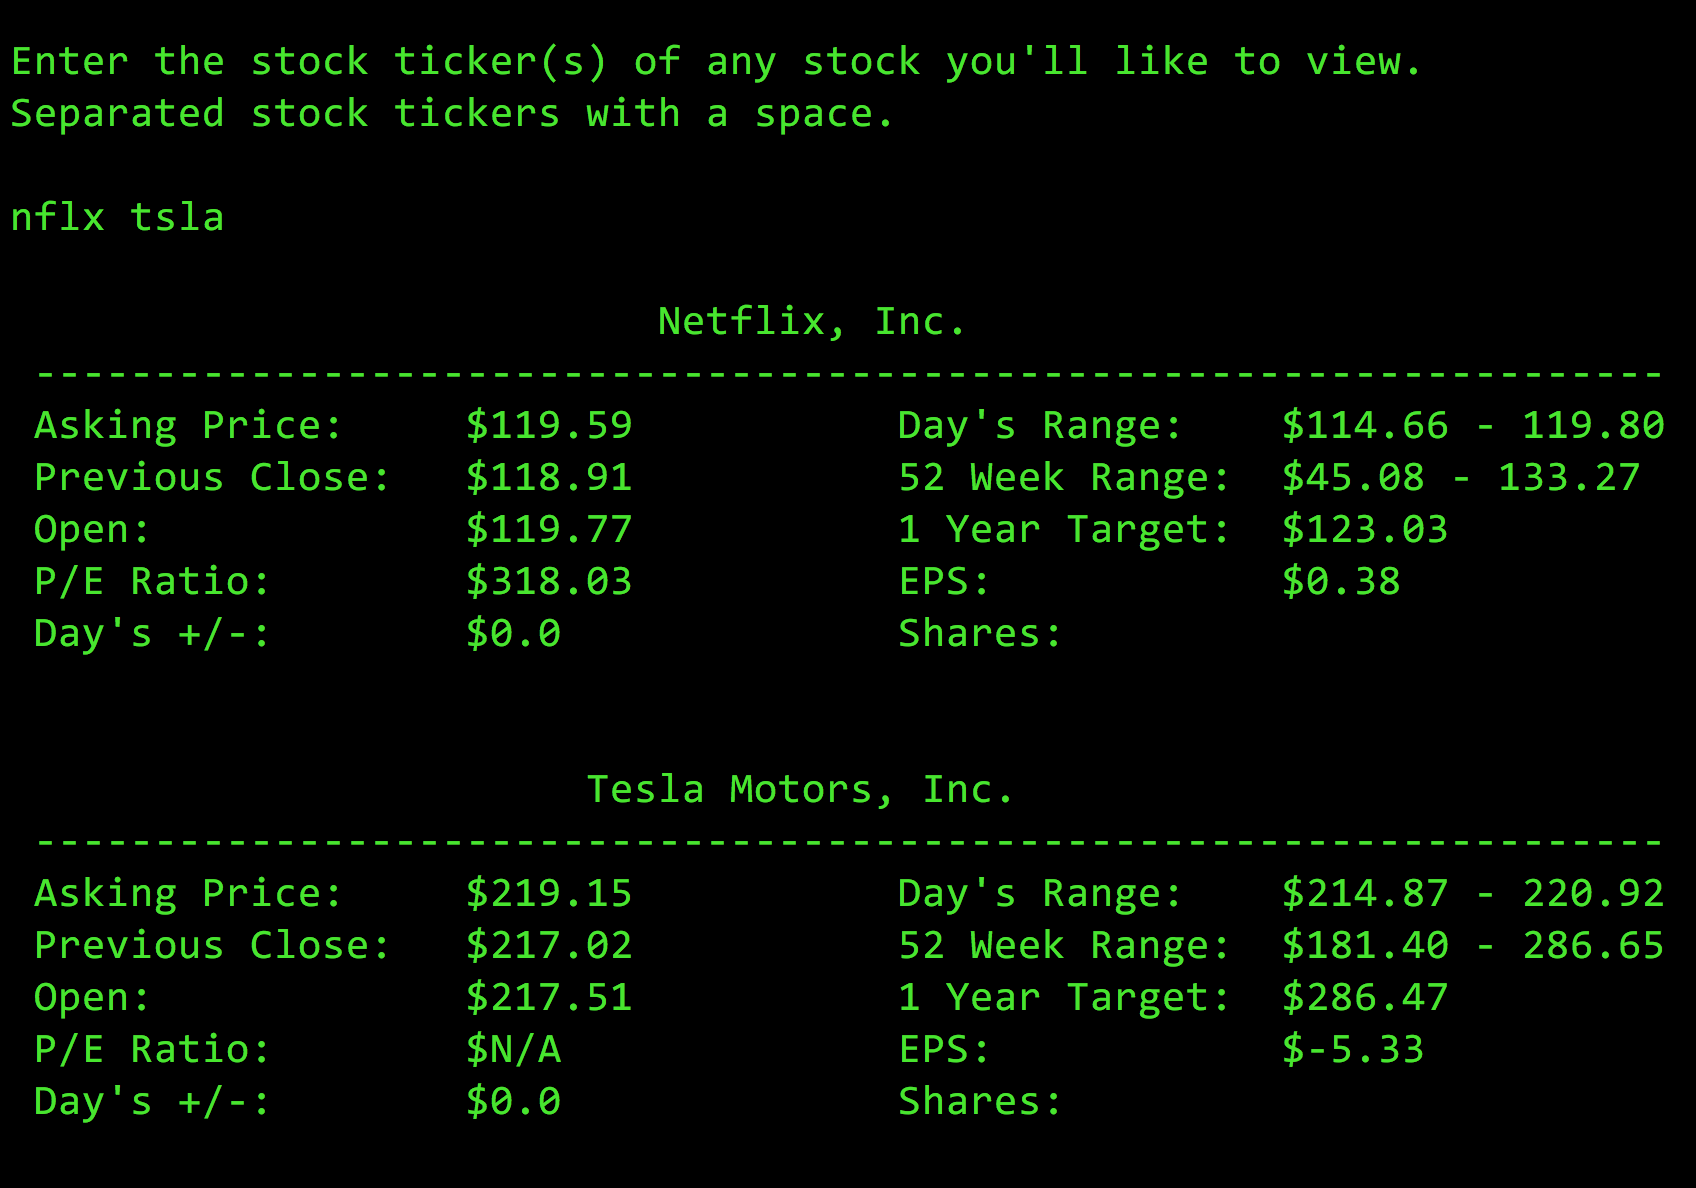 Enter the stock ticker(s) of any stock you'll like to view.
Separated stock tickers with a space.
nflx tsla
Netflix, Inc.
--------------------------------------------------------------------
Asking Price: $119.59 Day's Range: $114.66 - 119.80
Previous Close: $118.91 52 Week Range: $45.08 - 133.27
Open: $119.77 1 Year Target: $123.03
P/E Ratio: $318.03 EPS: $0.38
Day's +/-: $0.0 Shares:
Tesla Motors, Inc.
--------------------------------------------------------------------
Asking Price: $219.15 Day's Range: $214.87 - 220.92
Previous Close: $217.02 52 Week Range: $181.40 - 286.65
Open: $217.51 1 Year Target: $286.47
P/E Ratio: $N/A EPS: $-5.33
Day's +/-: $0.0 Shares: